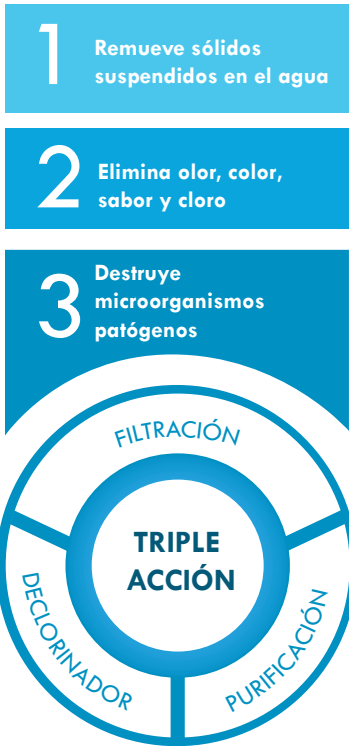 1
Remueve sólidos
suspendidos en el agua
2
Elimina olor, color,
sabor y cloro
3
Destruye
microorganismos
patógenos
FILTRACIÓN
TRIPLE
ACCIÓN
DECLORINADOR
PURIFICACIÓN